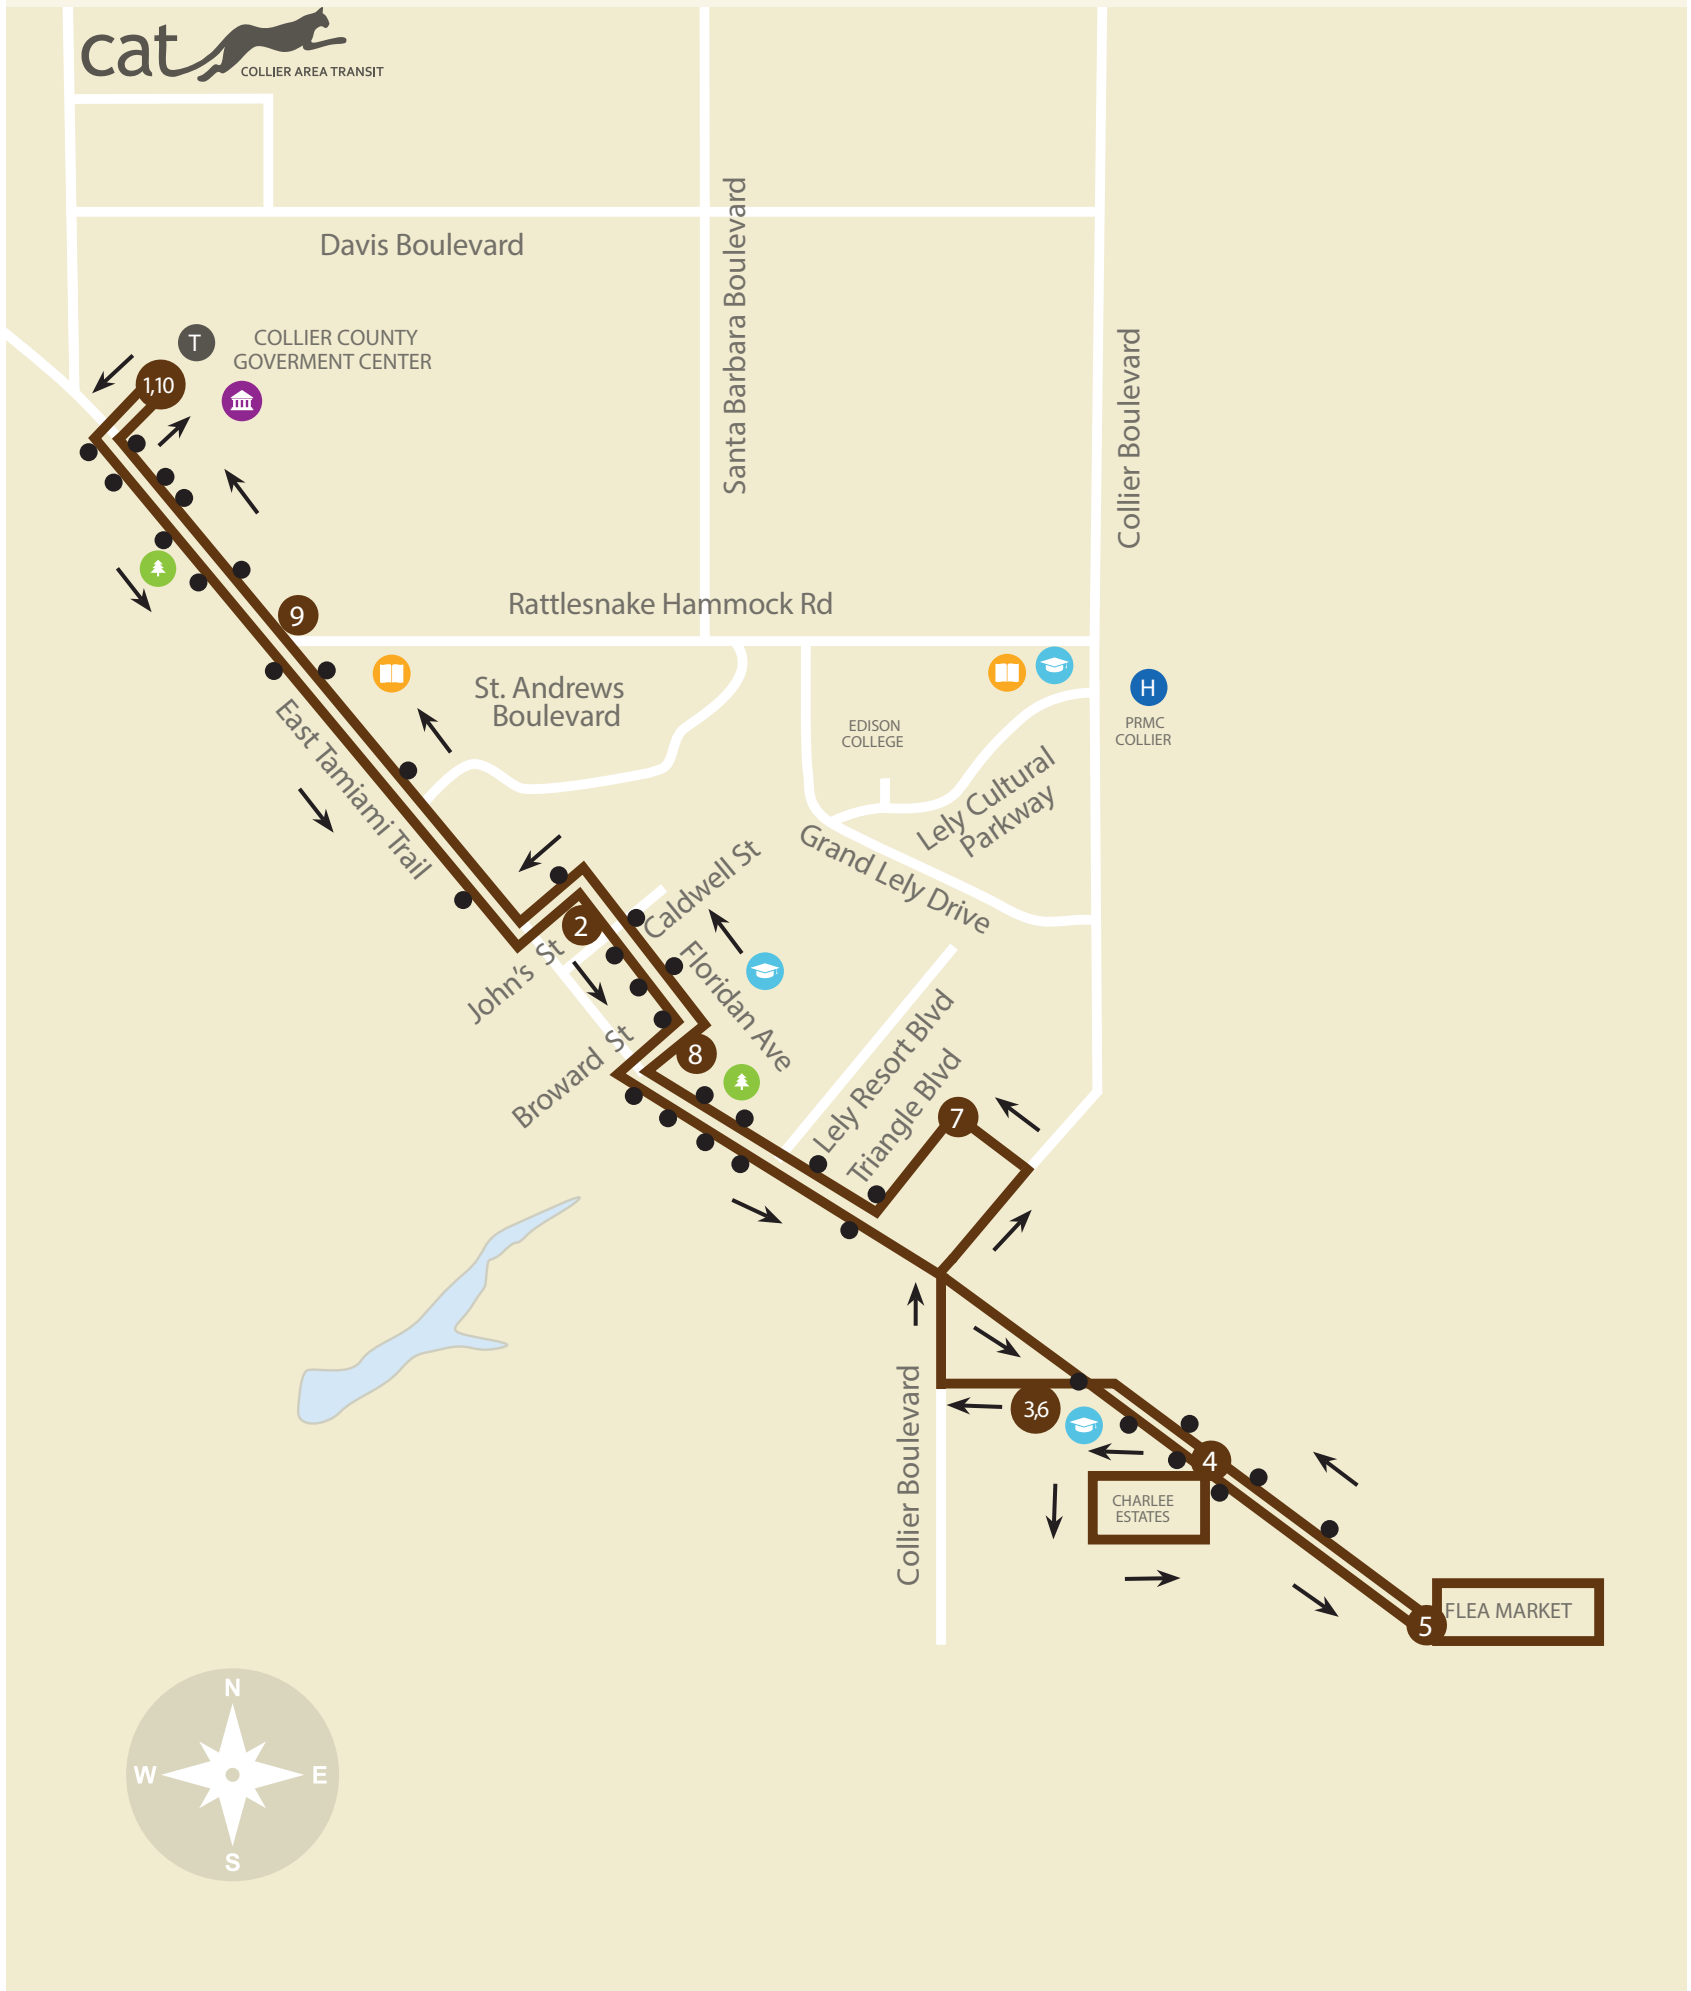 cat
COLLIER AREA TRANSIT
Davis Boulevard
Santa Barbara Boulevard
Collier Boulevard
T
COLLIER COUNTY
GOVERMENT CENTER
1,10
9
Rattlesnake Hammock Rd
St. Andrews
Boulevard
EDISON
COLLEGE
H
PRMC
COLLIER
East Tamiami Trail
Lely Cultural
Parkway
Grand Lely Drive
Caldwell St
2
John's St
Floridan Ave
Broward St
8
Lely Resort Blvd
Triangle Blvd
7
Collier Boulevard
3,6
4
CHARLEE
ESTATES
5
FLEA MARKET
N
W
E
S